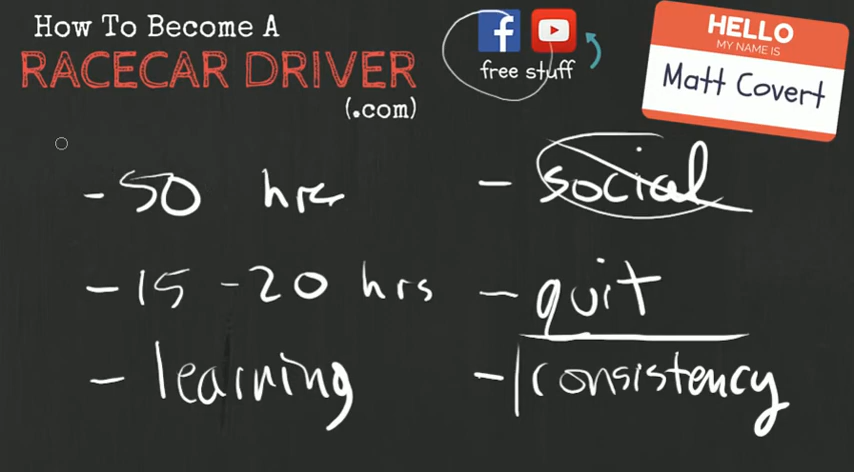 How To Become A
RACECAR DRIVER
(.com)
free stuff
HELLO
MY NAME IS
Matt Covert
- 50 hrs
- 15 - 20 hrs
- learning
- social
- quit
- consistency